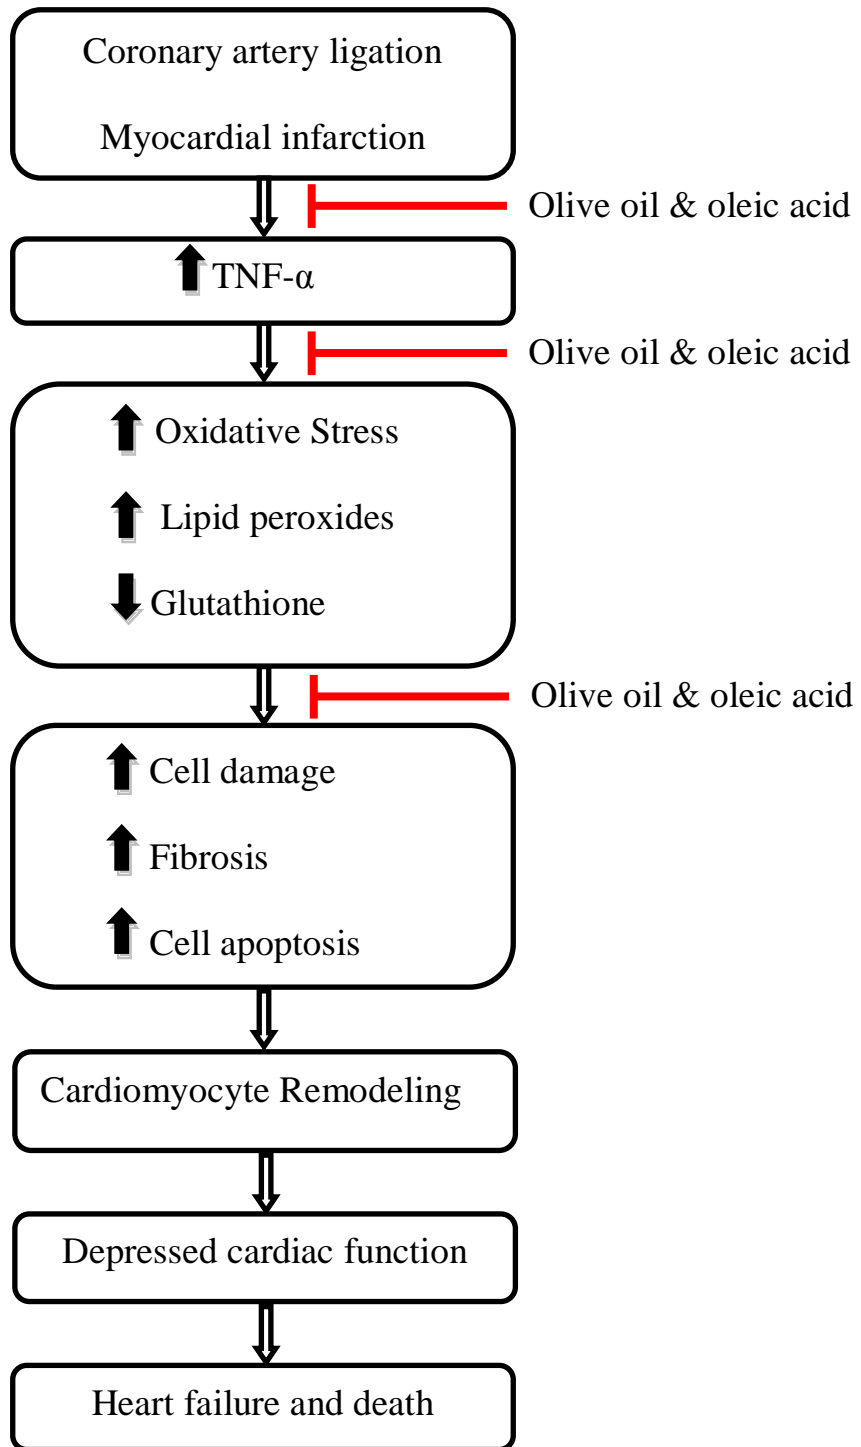 Coronary artery ligation
Myocardial infarction
Olive oil & oleic acid
TNF-α
Olive oil & oleic acid
Oxidative Stress
Lipid peroxides
Glutathione
Olive oil & oleic acid
Cell damage
Fibrosis
Cell apoptosis
Cardiomyocyte Remodeling
Depressed cardiac function
Heart failure and death